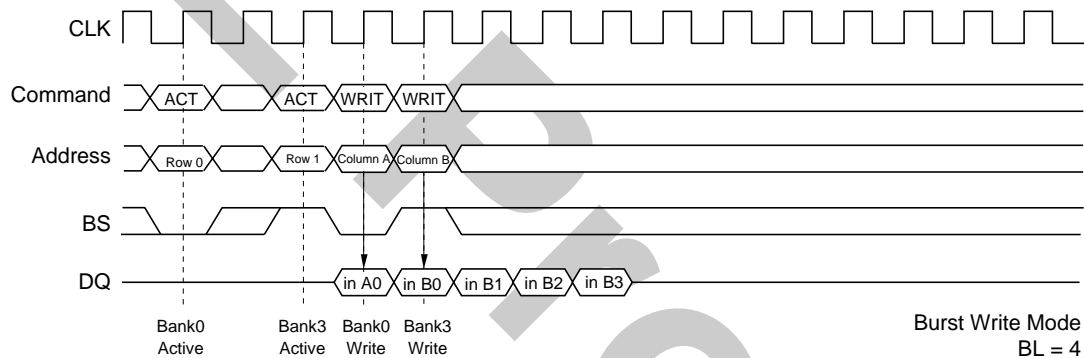 CLK
Command ACT ACT WRIT WRIT
Address Row 0 Row 1 Column A Column B
BS
DQ in A0 in B0 in B1 in B2 in B3
Bank0 Bank3 Bank0 Bank3
Active Active Write Write
Burst Write Mode
BL = 4